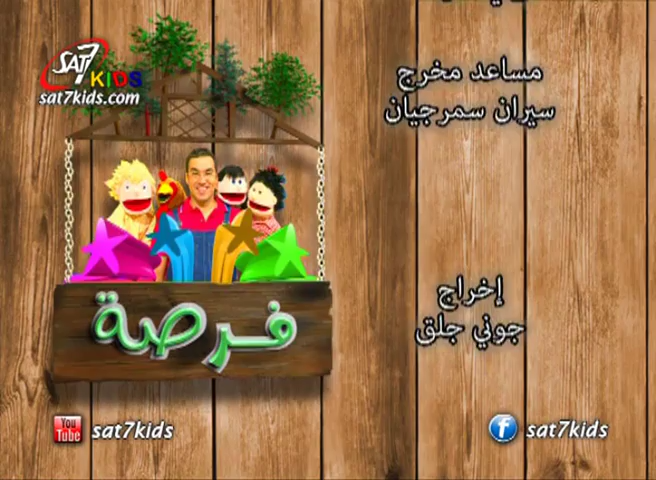 SAT7
KIDS
sat7kids.com
مساعد مخرج
سيران سمرجيان
فرصة
إخراج
جوني جلق
You
Tube
sat7kids
f
sat7kids